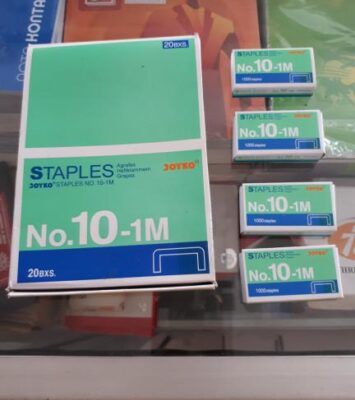 NOTA KONTAN
20BXS.
STAPLES
Agrafes
Heftklammern
Grapas
JOYKO
JOYKO STAPLES NO. 10-1M
No.10-1M
20BXS.
STAPLES
JOYKO
No.10-1M
1000staples
STAPLES
JOYKO
No.10-1M
STAPLES
JOYKO
No.10-1M
1000staples
STAPLES
JOYKO
No.10-1M
1000staples